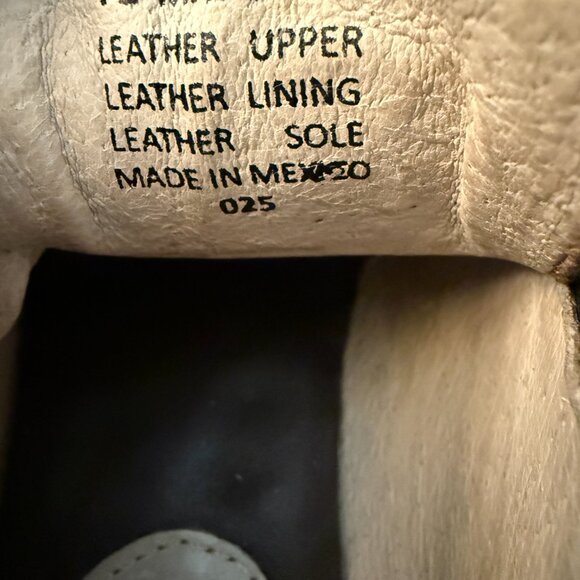 LEATHER UPPER
LEATHER LINING
LEATHER SOLE
MADE IN MEXICO
025